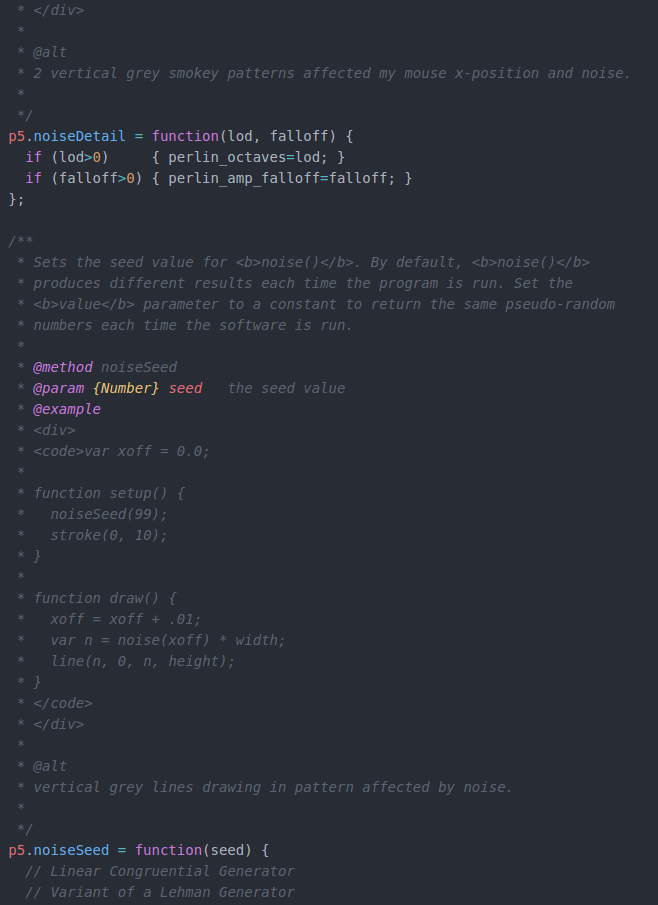 * </div>
 *
 * @alt
 * 2 vertical grey smokey patterns affected my mouse x-position and noise.
 *
 */
p5.noiseDetail = function(lod, falloff) {
  if (lod>0)     { perlin_octaves=lod; }
  if (falloff>0) { perlin_amp_falloff=falloff; }
};

/**
 * Sets the seed value for <b>noise()</b>. By default, <b>noise()</b>
 * produces different results each time the program is run. Set the
 * <b>value</b> parameter to a constant to return the same pseudo-random
 * numbers each time the software is run.
 *
 * @method noiseSeed
 * @param {Number} seed   the seed value
 * @example
 * <div>
 * <code>var xoff = 0.0;
 *
 * function setup() {
 *   noiseSeed(99);
 *   stroke(0, 10);
 * }
 *
 * function draw() {
 *   xoff = xoff + .01;
 *   var n = noise(xoff) * width;
 *   line(n, 0, n, height);
 * }
 * </code>
 * </div>
 *
 * @alt
 * vertical grey lines drawing in pattern affected by noise.
 *
 */
p5.noiseSeed = function(seed) {
  // Linear Congruential Generator
  // Variant of a Lehman Generator